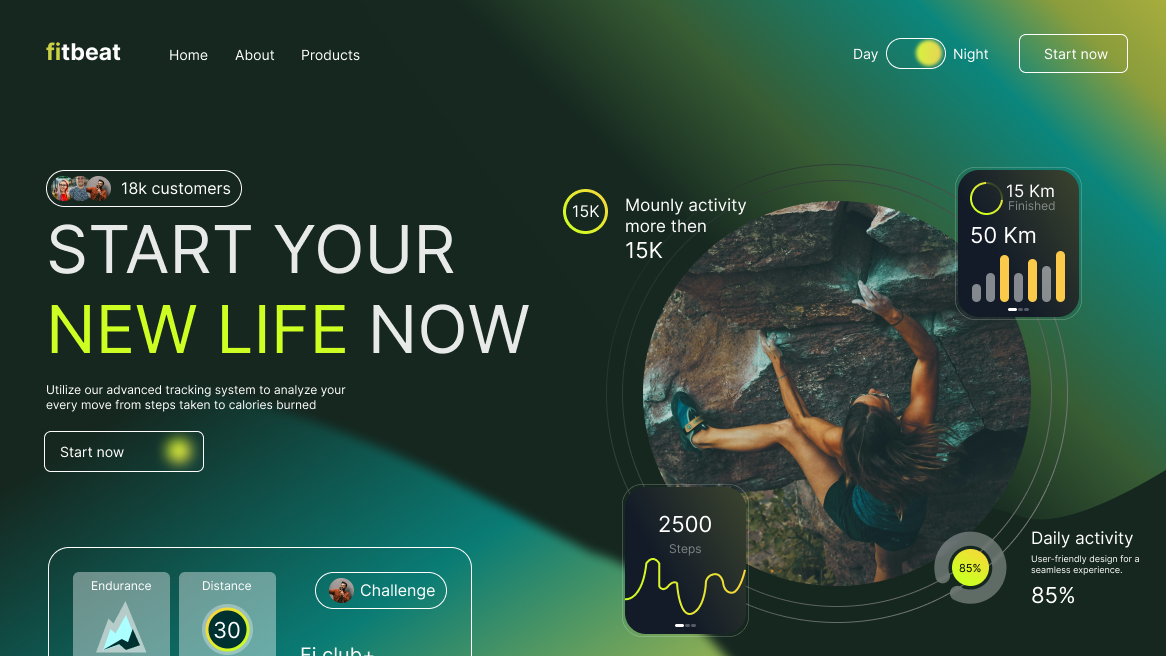 fitbeat
Home
About
Products
Day
Night
Start now
18k customers
START YOUR
NEW LIFE NOW
Utilize our advanced tracking system to analyze your
every move from steps taken to calories burned
Start now
15K
Mounly activity
more then
15K
15 Km
Finished
50 Km
2500
Steps
85%
Daily activity
User-friendly design for a
seamless experience.
85%
Endurance
Distance
30
Challenge
Fi club+